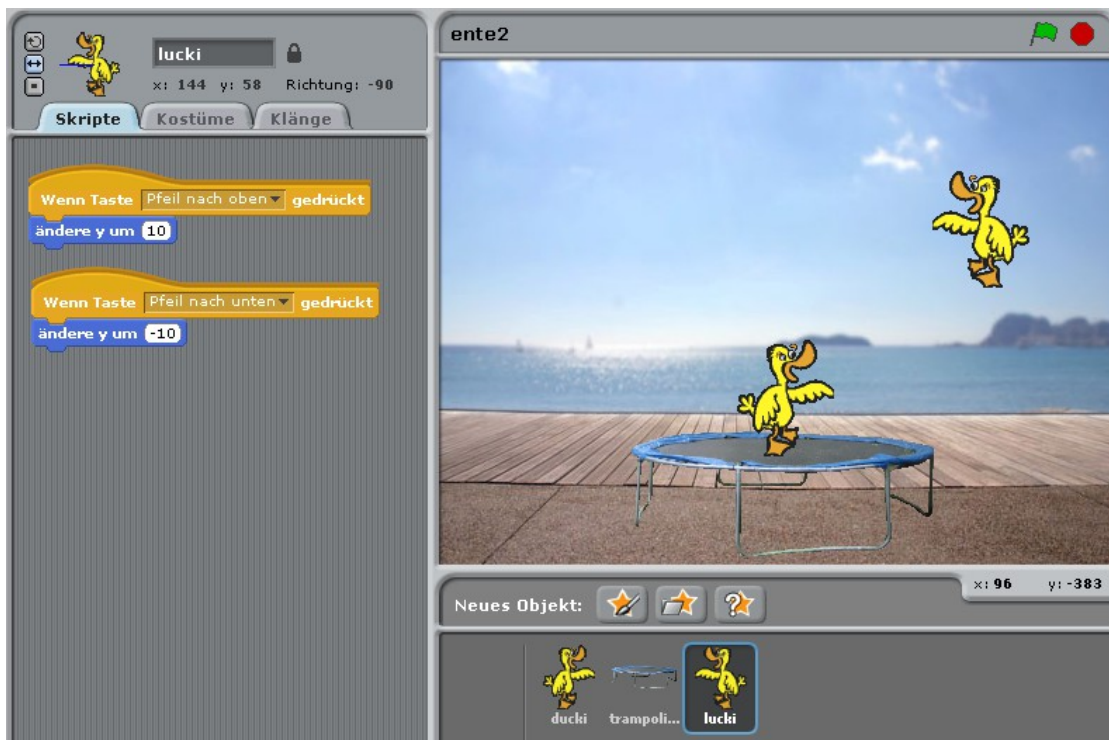 lucki
x: 144 y: 58 Richtung: -90
Skripte Kostüme Klänge
Wenn Taste Pfeil nach oben gedrückt
ändere y um 10
Wenn Taste Pfeil nach unten gedrückt
ändere y um -10
ente2
x: 96 y: -383
Neues Objekt:
ducki trampoli... lucki